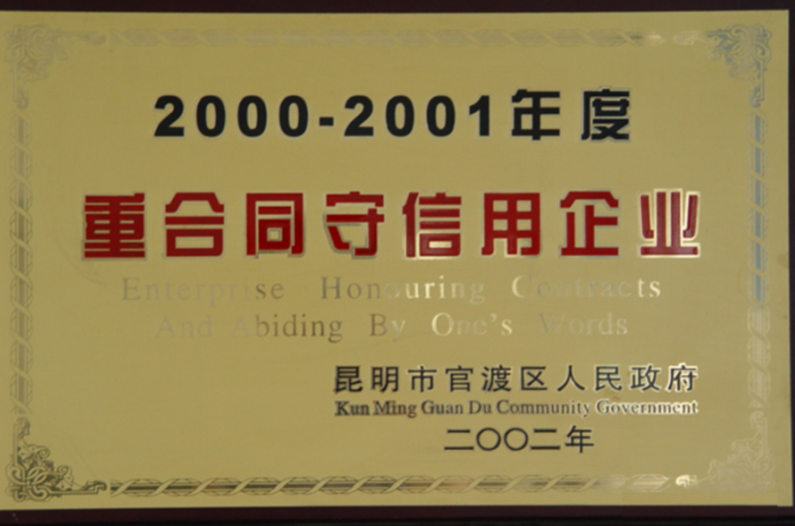 2000-2001年度
重合同守信用企业
Enterprise Honouring Contracts
And Abiding By One's Words
昆明市官渡区人民政府
Kun Ming Guan Du Community Government
二〇〇二年